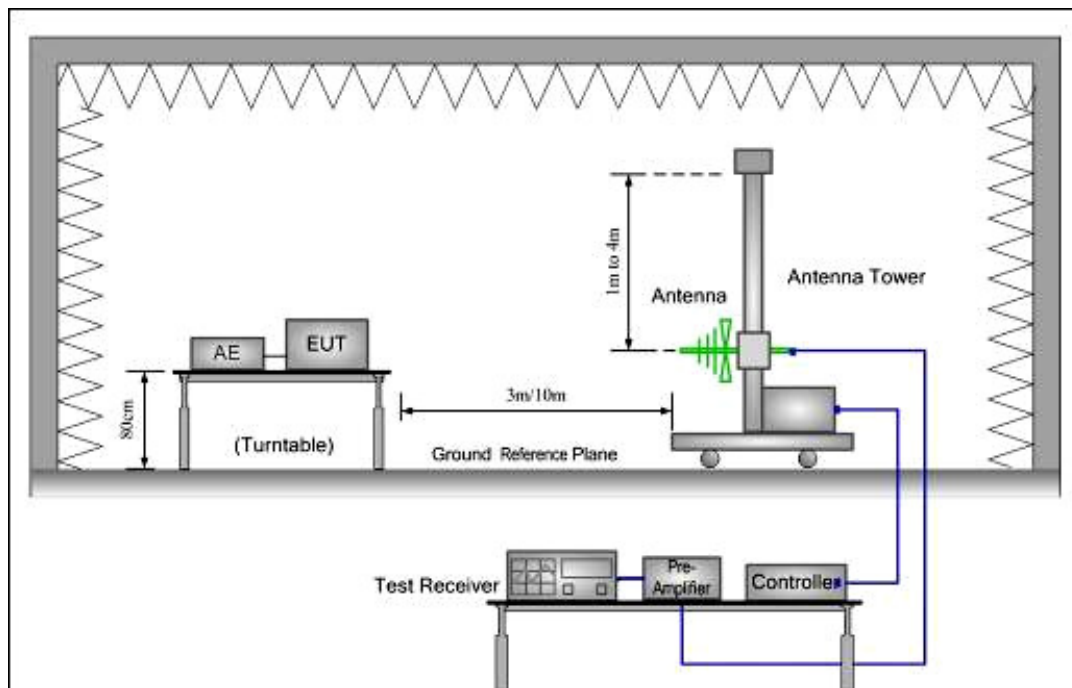 1m to 4m
Antenna Tower
Antenna
AE
EUT
80cm
3m/10m
(Turntable)
Ground Reference Plane
Test Receiver
Pre-
Amplifier
Controller